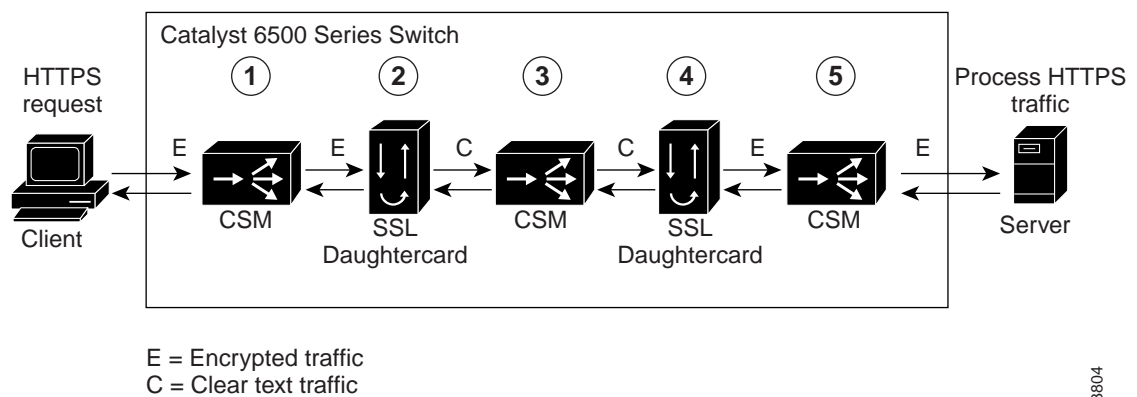 Catalyst 6500 Series Switch
HTTPS
request
1
2
3
4
5
Process HTTPS
traffic
E
E
C
C
E
E
Client
CSM
SSL
Daughtercard
CSM
SSL
Daughtercard
CSM
Server
E = Encrypted traffic
C = Clear text traffic